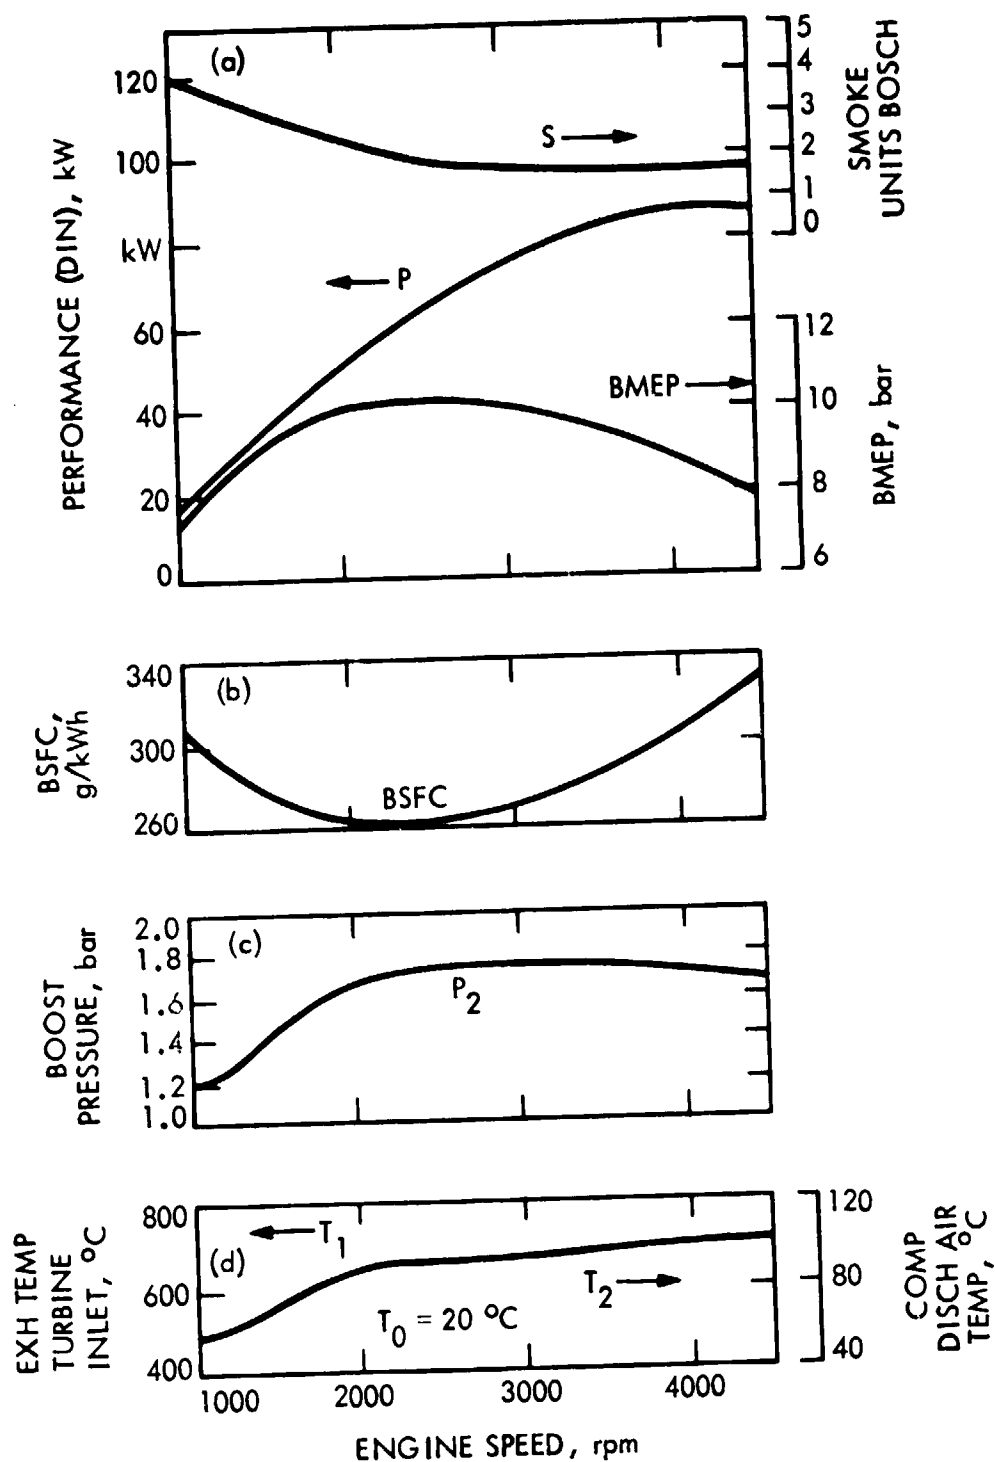 (a)
120
100
kW
60
40
20
0
PERFORMANCE (DIN), kW
S
P
BMEP
5
4
3
2
1
0
SMOKE
UNITS BOSCH
12
10
8
6
BMEP, bar
(b)
340
300
260
BSFC,
g/kWh
BSFC
(c)
2.0
1.8
1.6
1.4
1.2
1.0
BOOST
PRESSURE, bar
P2
(d)
800
600
400
EXH TEMP
TURBINE
INLET, °C
T1
T2
T0 = 20 °C
120
80
40
COMP
DISCH AIR
TEMP, °C
1000 2000 3000 4000
ENGINE SPEED, rpm